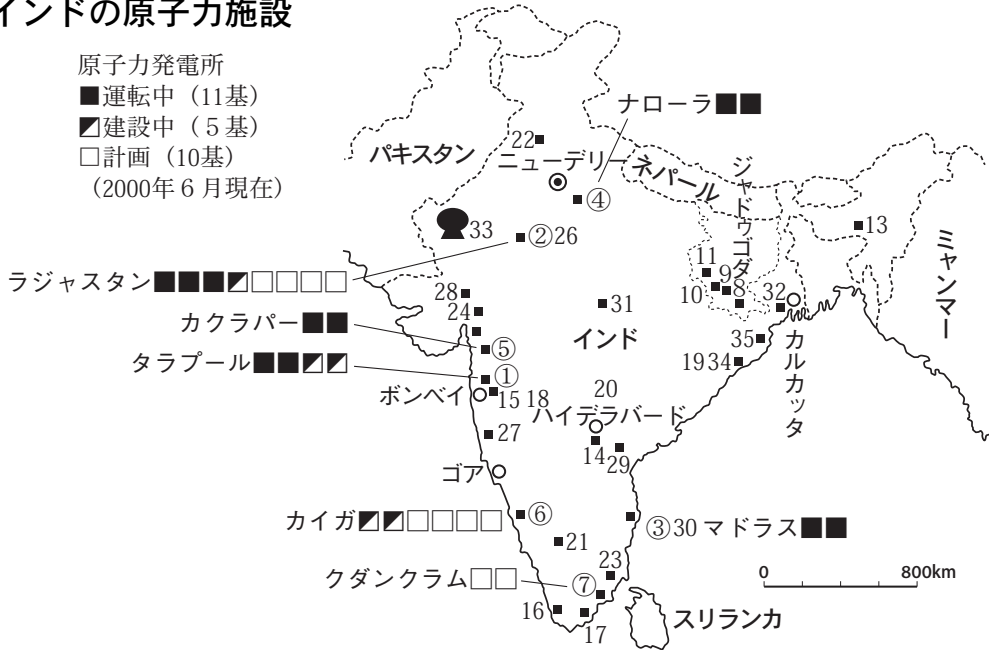 インドの原子力施設
原子力発電所
■運転中（11基）
◪建設中（５基）
□計画（10基）
（2000年６月現在）
ナローラ■■
22
パキスタン
ニューデリー
ネパール
ジャドゥゴダ
④
13
33
②26
ミャンマー
ラジャスタン■■■◪□□□□
11
9
10
8
32
28
24
31
カクラパー■■
インド
35
カルカッタ
⑤
タラプール■■◪◪
①
1934
ボンベイ
15 18
20
ハイデラバード
27
14
29
ゴア
カイガ◪◪□□□□
⑥
③30 マドラス■■
21
23
0
800km
クダンクラム□□
⑦
16
17
スリランカ